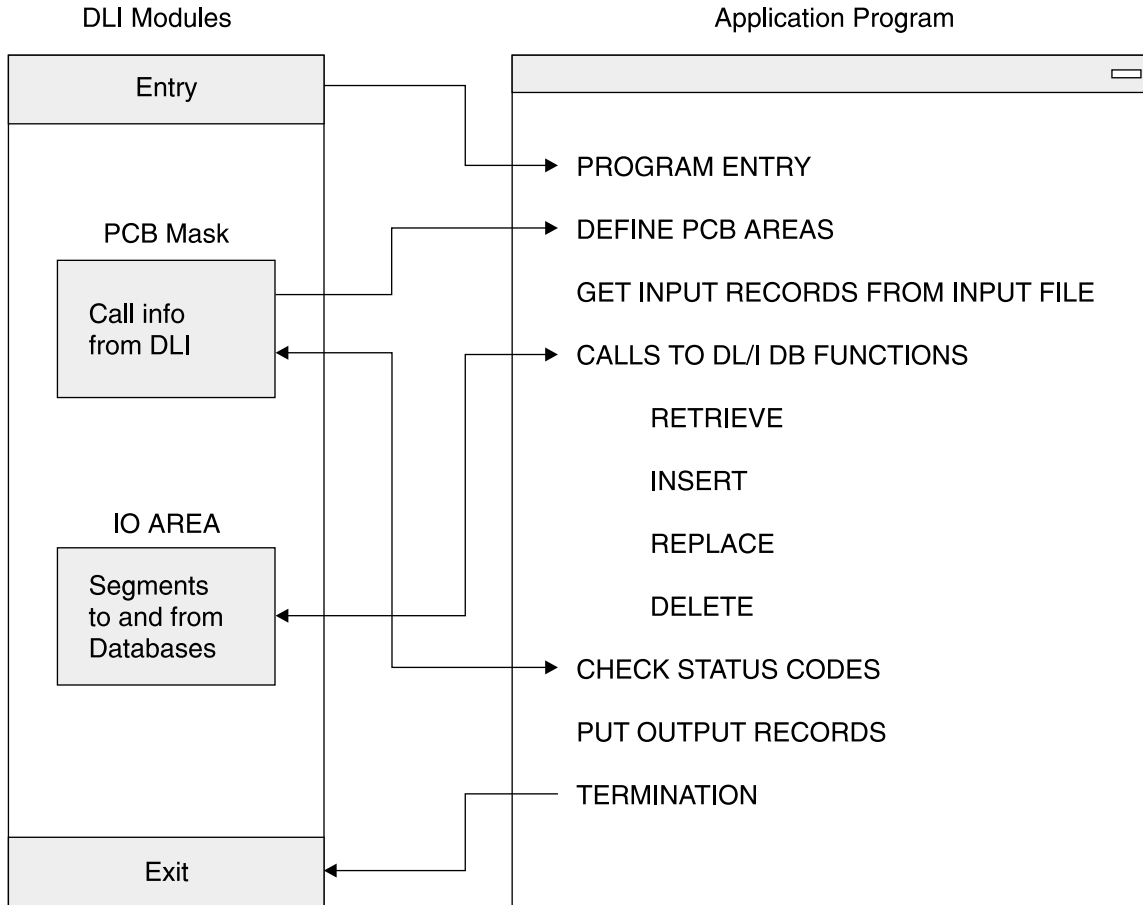 DLI Modules
Application Program
Entry
PROGRAM ENTRY
PCB Mask
DEFINE PCB AREAS
Call info
from DLI
GET INPUT RECORDS FROM INPUT FILE
CALLS TO DL/I DB FUNCTIONS
RETRIEVE
INSERT
IO AREA
REPLACE
Segments
to and from
Databases
DELETE
CHECK STATUS CODES
PUT OUTPUT RECORDS
TERMINATION
Exit